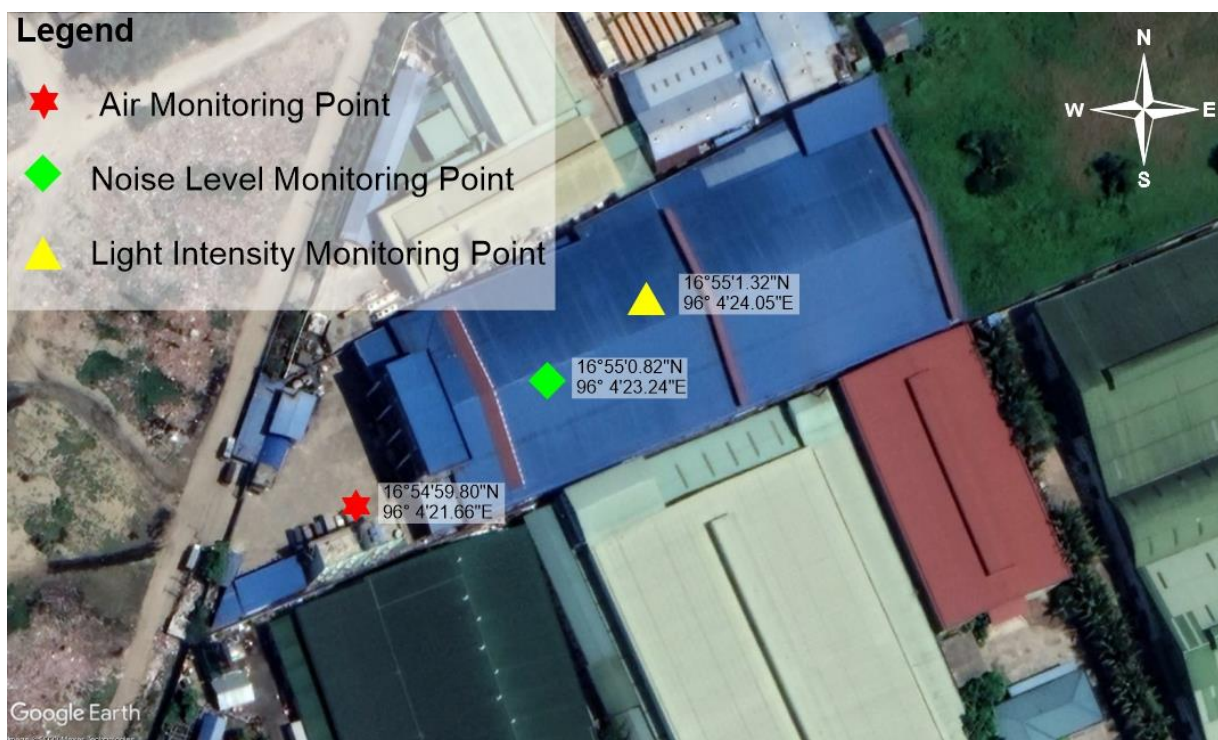 Legend
Air Monitoring Point
Noise Level Monitoring Point
Light Intensity Monitoring Point
N
W E
S
16°55'1.32"N
96° 4'24.05"E
16°55'0.82"N
96° 4'23.24"E
16°54'59.80"N
96° 4'21.66"E
Google Earth